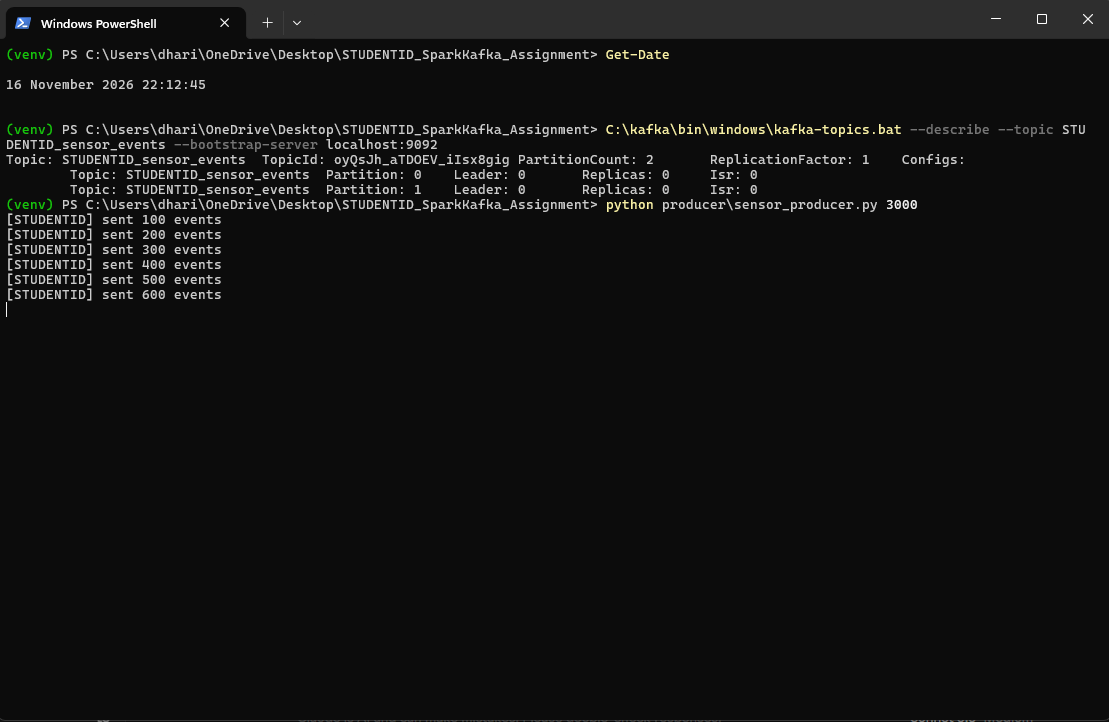 Windows PowerShell
(venv) PS C:\Users\dhari\OneDrive\Desktop\STUDENTID_SparkKafka_Assignment> Get-Date
16 November 2026 22:12:45
(venv) PS C:\Users\dhari\OneDrive\Desktop\STUDENTID_SparkKafka_Assignment> C:\kafka\bin\windows\kafka-topics.bat --describe --topic STU
DENTID_sensor_events --bootstrap-server localhost:9092
Topic: STUDENTID_sensor_events TopicId: oyQsJh_aTDOEV_iIsx8gig PartitionCount: 2 ReplicationFactor: 1 Configs:
Topic: STUDENTID_sensor_events Partition: 0 Leader: 0 Replicas: 0 Isr: 0
Topic: STUDENTID_sensor_events Partition: 1 Leader: 0 Replicas: 0 Isr: 0
(venv) PS C:\Users\dhari\OneDrive\Desktop\STUDENTID_SparkKafka_Assignment> python producer\sensor_producer.py 3000
[STUDENTID] sent 100 events
[STUDENTID] sent 200 events
[STUDENTID] sent 300 events
[STUDENTID] sent 400 events
[STUDENTID] sent 500 events
[STUDENTID] sent 600 events